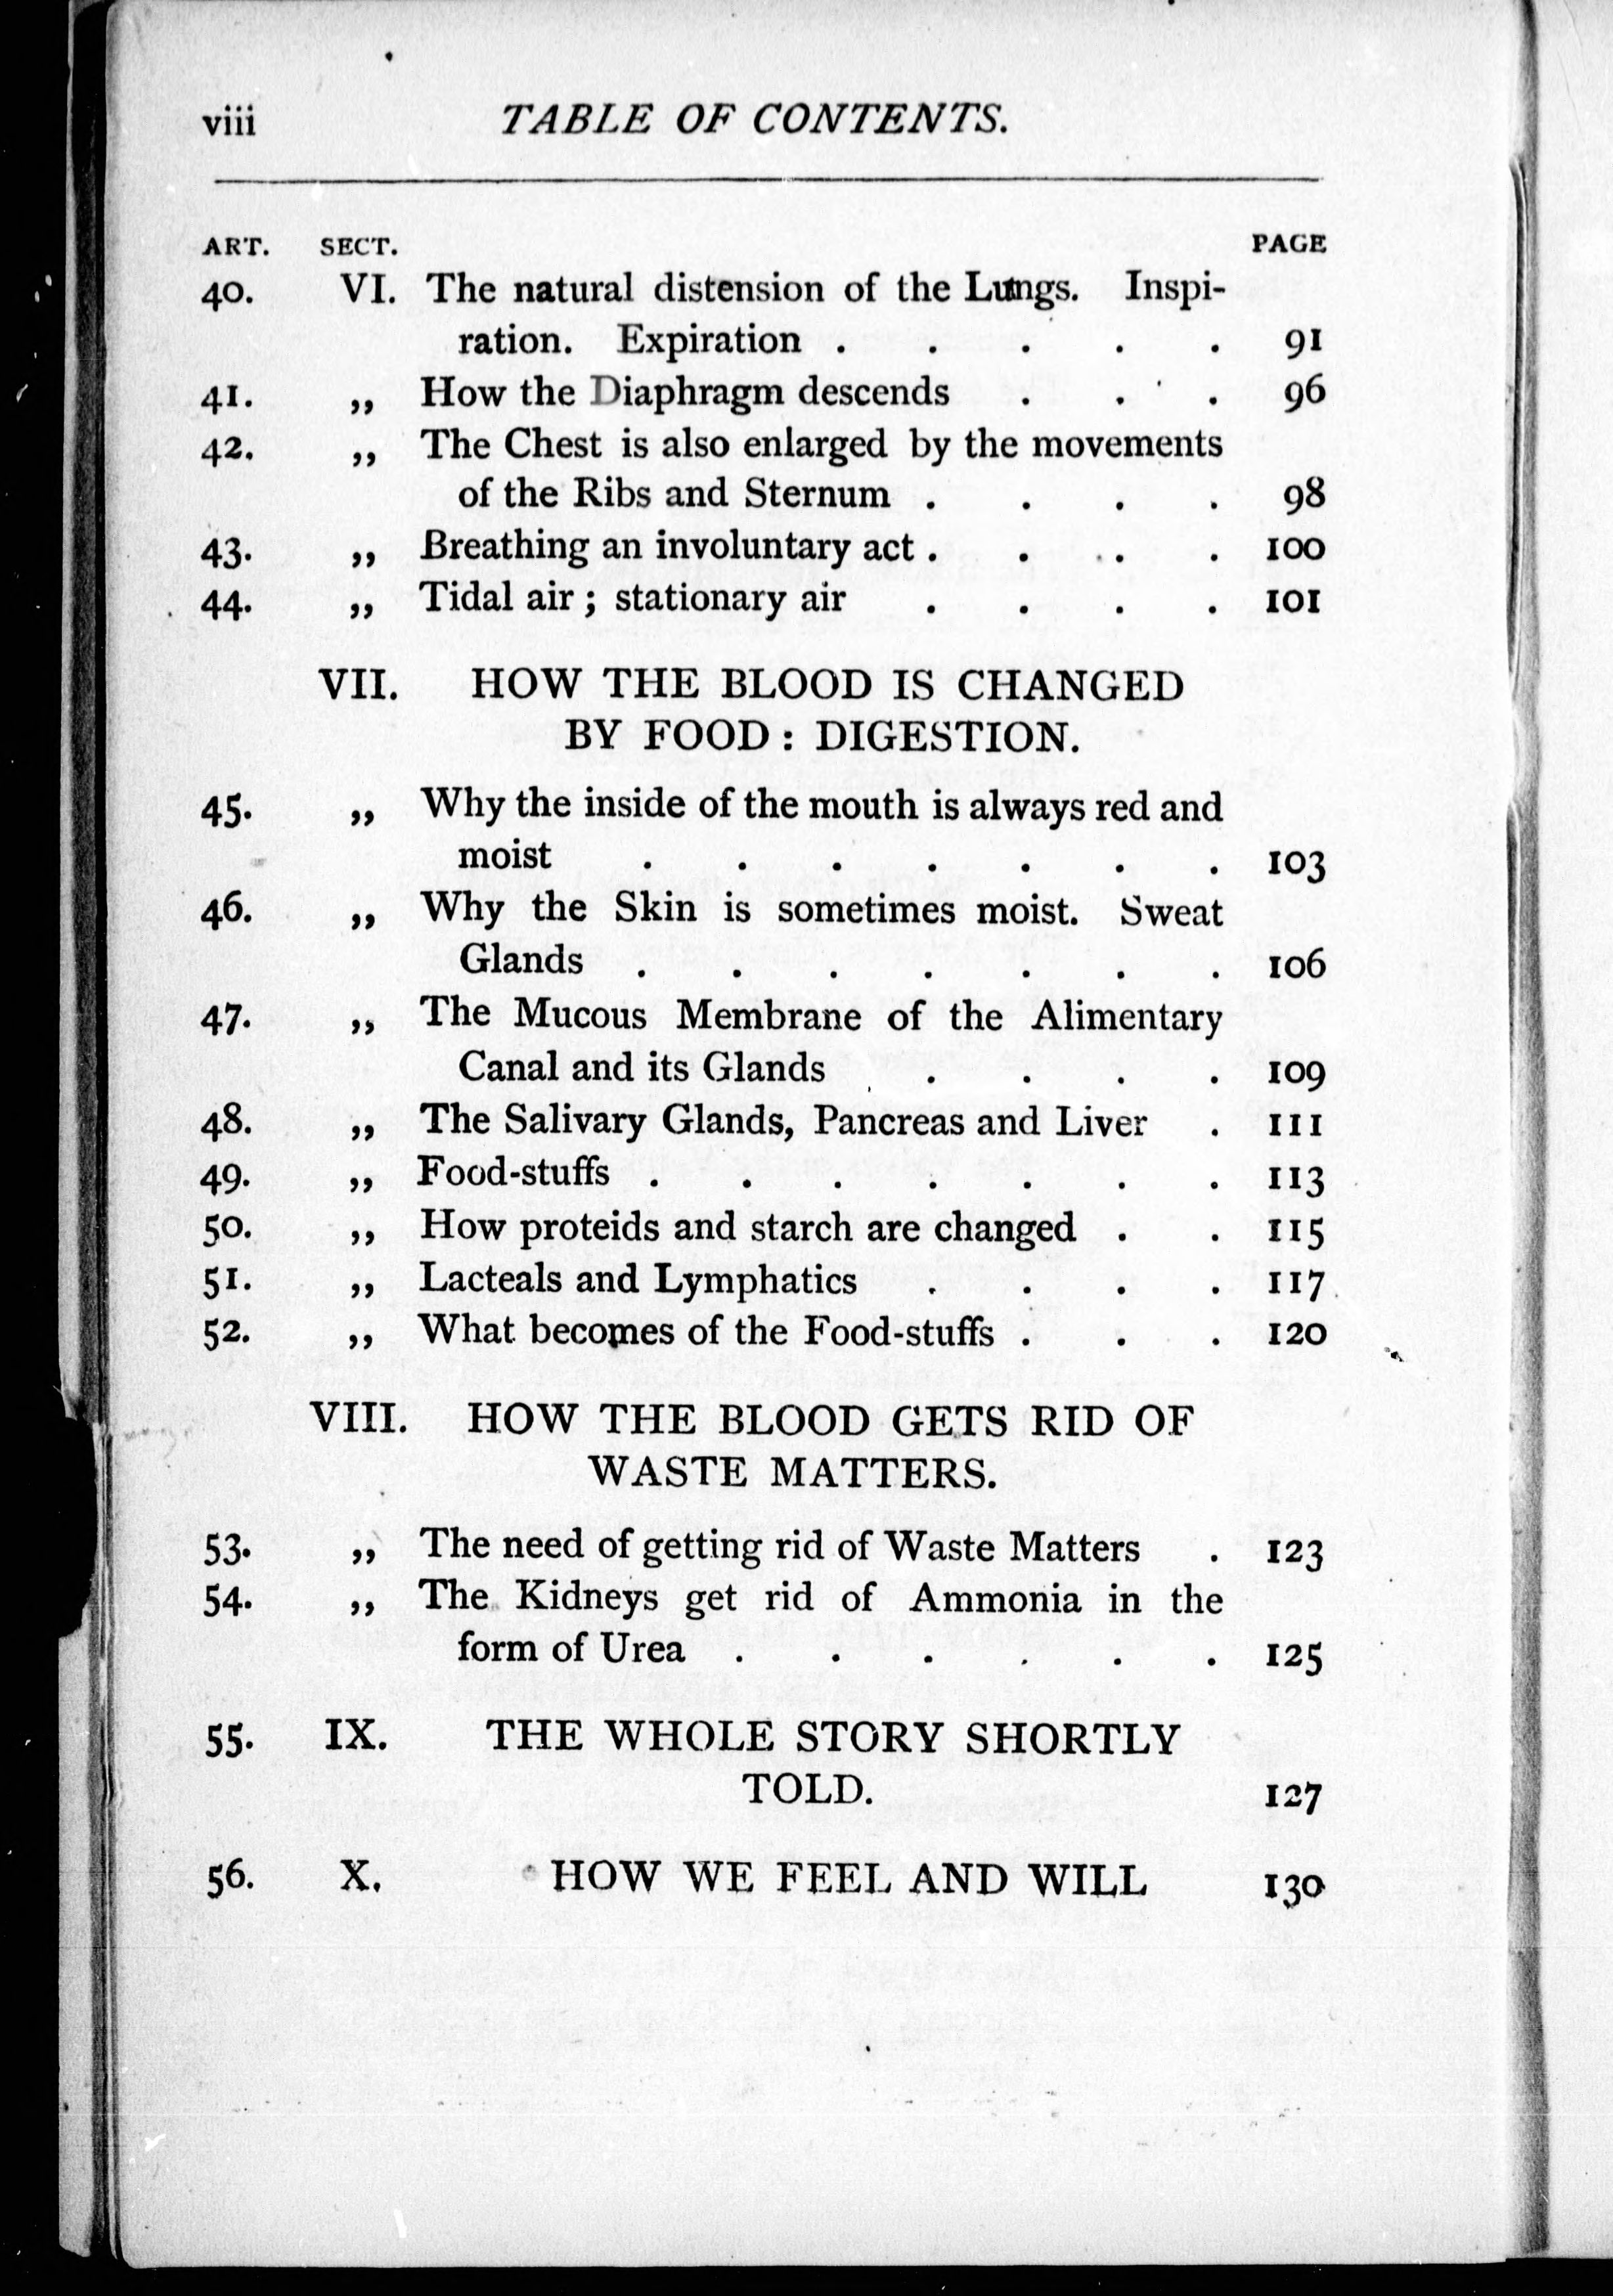 viii TABLE OF CONTENTS.
ART. SECT. PAGE
40. VI. The natural distension of the Lungs. Inspi-
ration. Expiration . . . . . 91
41. „ How the Diaphragm descends . . . 96
42. „ The Chest is also enlarged by the movements
of the Ribs and Sternum . . . . 98
43. „ Breathing an involuntary act . . . . 100
44. „ Tidal air ; stationary air . . . . 101
VII. HOW THE BLOOD IS CHANGED
BY FOOD : DIGESTION.
45. „ Why the inside of the mouth is always red and
moist . . . . . . . 103
46. „ Why the Skin is sometimes moist. Sweat
Glands . . . . . . . 106
47. „ The Mucous Membrane of the Alimentary
Canal and its Glands . . . . 109
48. „ The Salivary Glands, Pancreas and Liver . 111
49. „ Food-stuffs . . . . . . . 113
50. „ How proteids and starch are changed . . 115
51. „ Lacteals and Lymphatics . . . . 117
52. „ What becomes of the Food-stuffs . . . 120
VIII. HOW THE BLOOD GETS RID OF
WASTE MATTERS.
53. „ The need of getting rid of Waste Matters . 123
54. „ The Kidneys get rid of Ammonia in the
form of Urea . . . . . . 125
55. IX. THE WHOLE STORY SHORTLY
TOLD. 127
56. X. HOW WE FEEL AND WILL 130